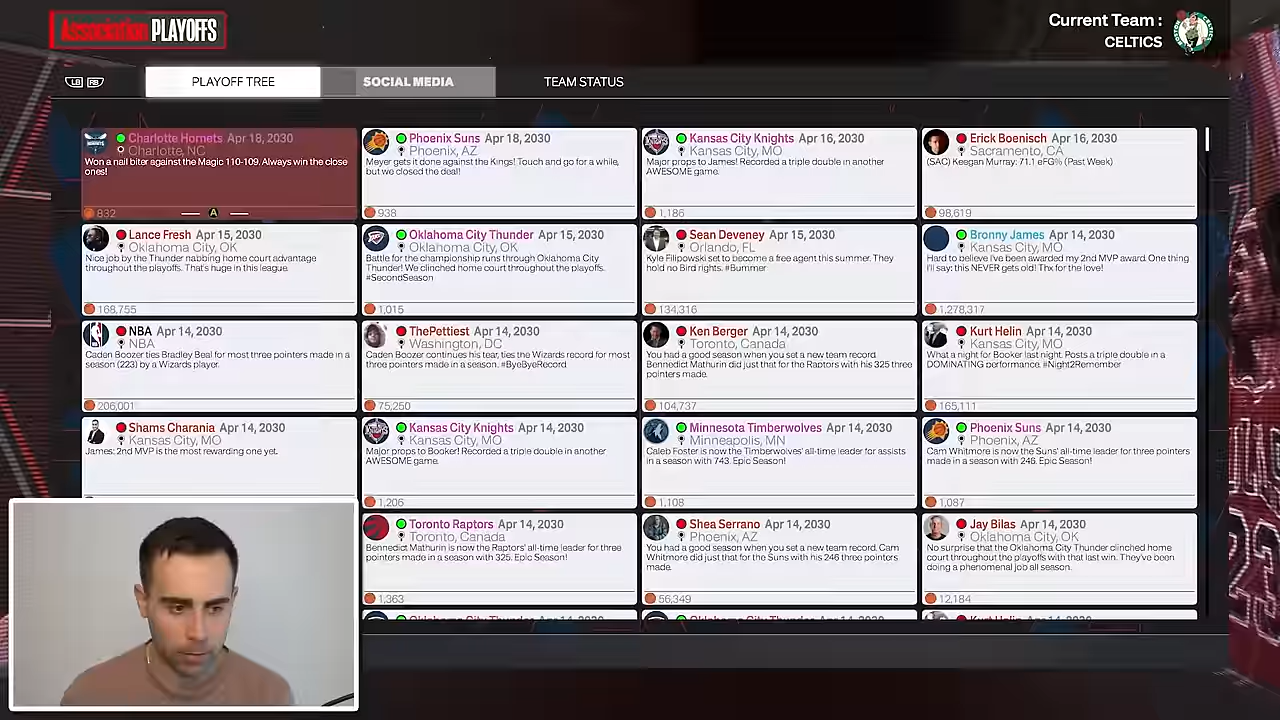 Association PLAYOFFS
Current Team :
CELTICS
LB RB
PLAYOFF TREE
SOCIAL MEDIA
TEAM STATUS
Charlotte Hornets Apr 18, 2030
Charlotte, NC
Won a nail biter against the Magic 110-109. Always win the close
ones!
832
A
Phoenix Suns Apr 18, 2030
Phoenix, AZ
Meyer gets it done against the Kings! Touch and go for a while,
but we closed the deal!
938
Kansas City Knights Apr 16, 2030
Kansas City, MO
Major props to James! Recorded a triple double in another
AWESOME game.
1,186
Erick Boenisch Apr 16, 2030
Sacramento, CA
(SAC) Keegan Murray: 71.1 eFG% (Past Week)
98,619
Lance Fresh Apr 15, 2030
Oklahoma City, OK
Nice job by the Thunder nabbing home court advantage
throughout the playoffs. That's huge in this league.
168,755
Oklahoma City Thunder Apr 15, 2030
Oklahoma City, OK
Battle for the championship runs through Oklahoma City
Thunder! We clinched home court throughout the playoffs.
#SecondSeason
1,015
Sean Deveney Apr 15, 2030
Orlando, FL
Kyle Filipowski set to become a free agent this summer. They
hold no Bird rights. #Bummer
134,316
Bronny James Apr 14, 2030
Kansas City, MO
Hard to believe I've been awarded my 2nd MVP award. One thing
I'll say: this NEVER gets old! Thx for the love!
1,278,317
NBA Apr 14, 2030
NBA
Caden Boozer ties Bradley Beal for most three pointers made in a
season (223) by a Wizards player.
206,001
ThePettiest Apr 14, 2030
Washington, DC
Caden Boozer continues his tear, ties the Wizards record for most
three pointers made in a season. #ByeByeRecord
75,250
Ken Berger Apr 14, 2030
Toronto, Canada
You had a good season when you set a new team record.
Bennedict Mathurin did just that for the Raptors with his 325 three
pointers made.
104,737
Kurt Helin Apr 14, 2030
Kansas City, MO
What a night for Booker last night. Posts a triple double in a
DOMINATING performance. #Night2Remember
165,111
Shams Charania Apr 14, 2030
Kansas City, MO
James: 2nd MVP is the most rewarding one yet.
Kansas City Knights Apr 14, 2030
Kansas City, MO
Major props to Booker! Recorded a triple double in another
AWESOME game.
1,206
Minnesota Timberwolves Apr 14, 2030
Minneapolis, MN
Caleb Foster is now the Timberwolves' all-time leader for assists
in a season with 743. Epic Season!
1,108
Phoenix Suns Apr 14, 2030
Phoenix, AZ
Cam Whitmore is now the Suns' all-time leader for three pointers
made in a season with 246. Epic Season!
1,087
Toronto Raptors Apr 14, 2030
Toronto, Canada
Bennedict Mathurin is now the Raptors' all-time leader for three
pointers made in a season with 325. Epic Season!
1,363
Shea Serrano Apr 14, 2030
Phoenix, AZ
You had a good season when you set a new team record. Cam
Whitmore did just that for the Suns with his 246 three pointers
made.
56,349
Jay Bilas Apr 14, 2030
Oklahoma City, OK
No surprise that the Oklahoma City Thunder clinched home
court throughout the playoffs with that last win. They've been
doing a phenomenal job all season.
12,184
Oklahoma City Thunder Apr 14, 2030
Oklahoma City Thunder Apr 14, 2030
Kurt Helin Apr 14, 2030
23